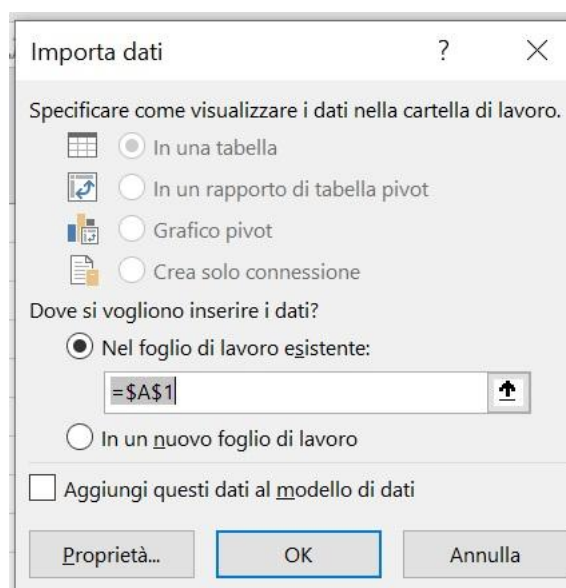 Importa dati ? X
Specificare come visualizzare i dati nella cartella di lavoro.
In una tabella
In un rapporto di tabella pivot
Grafico pivot
Crea solo connessione
Dove si vogliono inserire i dati?
Nel foglio di lavoro esistente:
=$A$1
In un nuovo foglio di lavoro
Aggiungi questi dati al modello di dati
Proprietà... OK Annulla